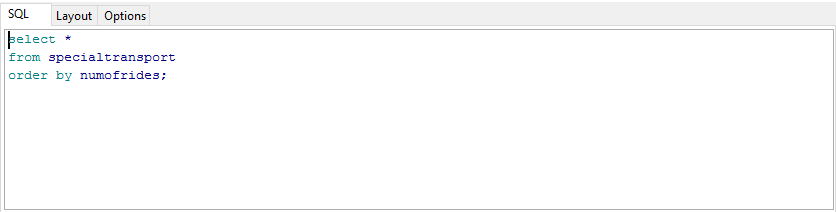 SQL Layout Options
select *
from specialtransport
order by numofrides;